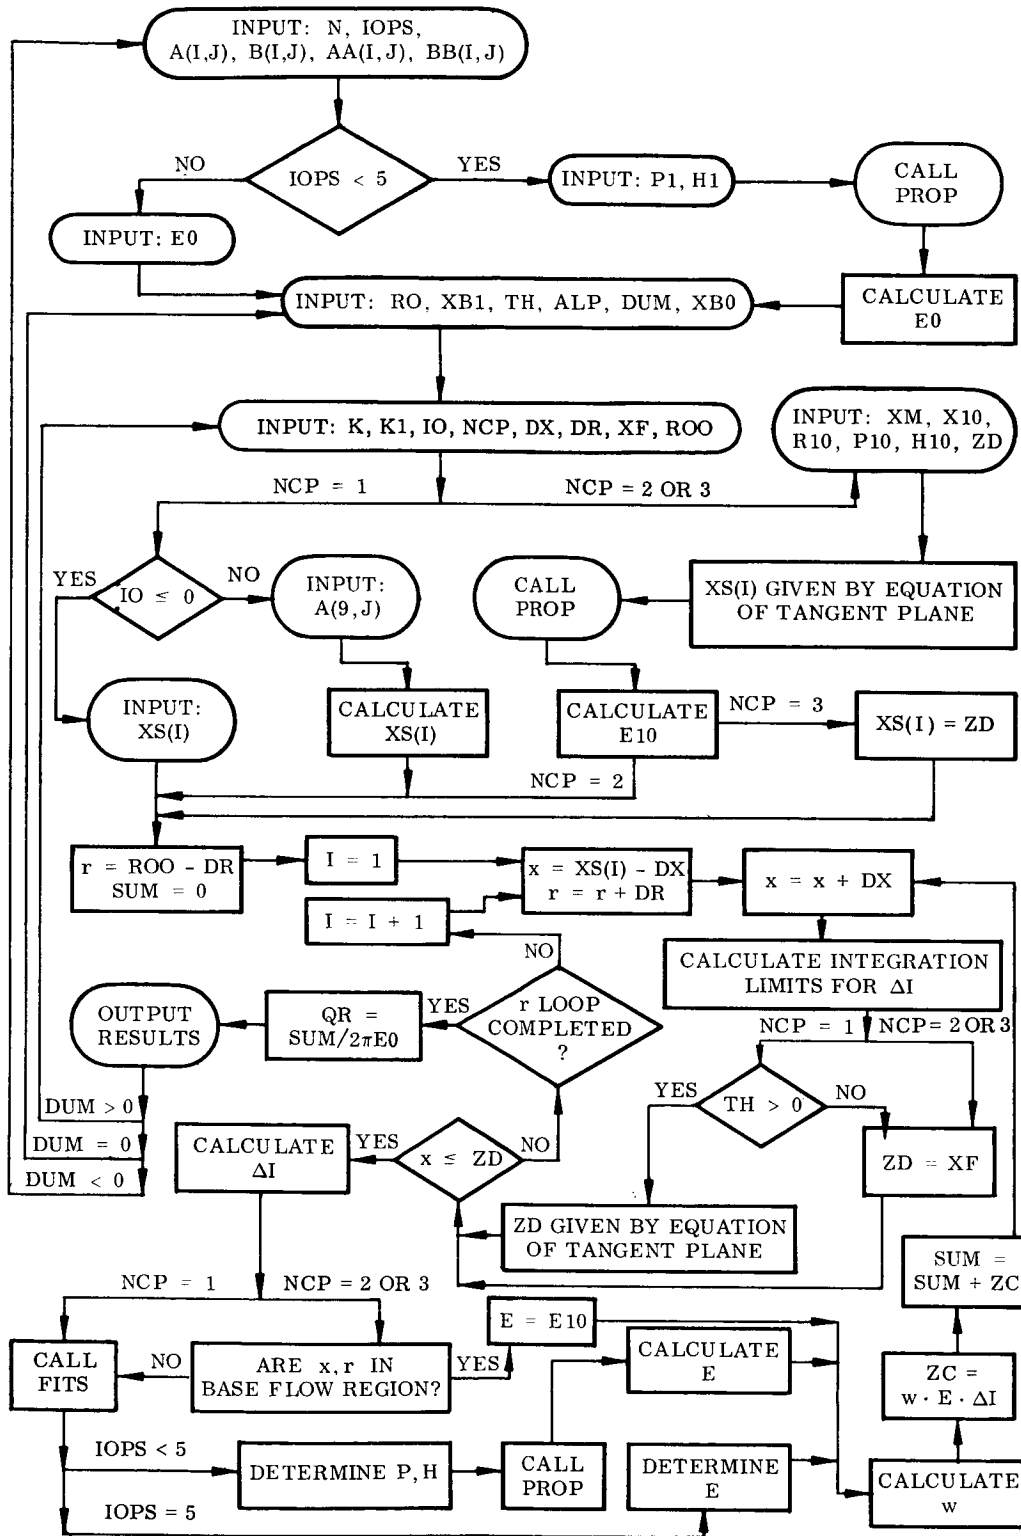 INPUT: N, IOPS,
A(I,J), B(I,J), AA(I,J), BB(I,J)
NO
IOPS < 5
YES
INPUT: P1, H1
CALL
PROP
INPUT: E0
INPUT: RO, XB1, TH, ALP, DUM, XB0
CALCULATE
E0
INPUT: K, K1, IO, NCP, DX, DR, XF, ROO
INPUT: XM, X10,
R10, P10, H10, ZD
NCP = 1
NCP = 2 OR 3
YES
IO ≤ 0
NO
INPUT:
A(9,J)
CALL
PROP
XS(I) GIVEN BY EQUATION
OF TANGENT PLANE
INPUT:
XS(I)
CALCULATE
XS(I)
CALCULATE
E10
NCP = 3
XS(I) = ZD
NCP = 2
r = ROO - DR
SUM = 0
I = 1
x = XS(I) - DX
r = r + DR
x = x + DX
I = I + 1
NO
CALCULATE INTEGRATION
LIMITS FOR ΔI
OUTPUT
RESULTS
QR =
SUM/2πE0
YES
r LOOP
COMPLETED
?
NCP = 1
NCP = 2 OR 3
YES
TH > 0
NO
DUM > 0
DUM = 0
DUM < 0
CALCULATE
ΔI
YES
x ≤ ZD
NO
ZD = XF
ZD GIVEN BY EQUATION
OF TANGENT PLANE
SUM =
SUM + ZC
NCP = 1
NCP = 2 OR 3
E = E10
CALL
FITS
NO
ARE x,r IN
BASE FLOW REGION?
YES
CALCULATE
E
ZC =
w · E · ΔI
IOPS < 5
DETERMINE P, H
CALL
PROP
DETERMINE
E
CALCULATE
w
IOPS = 5